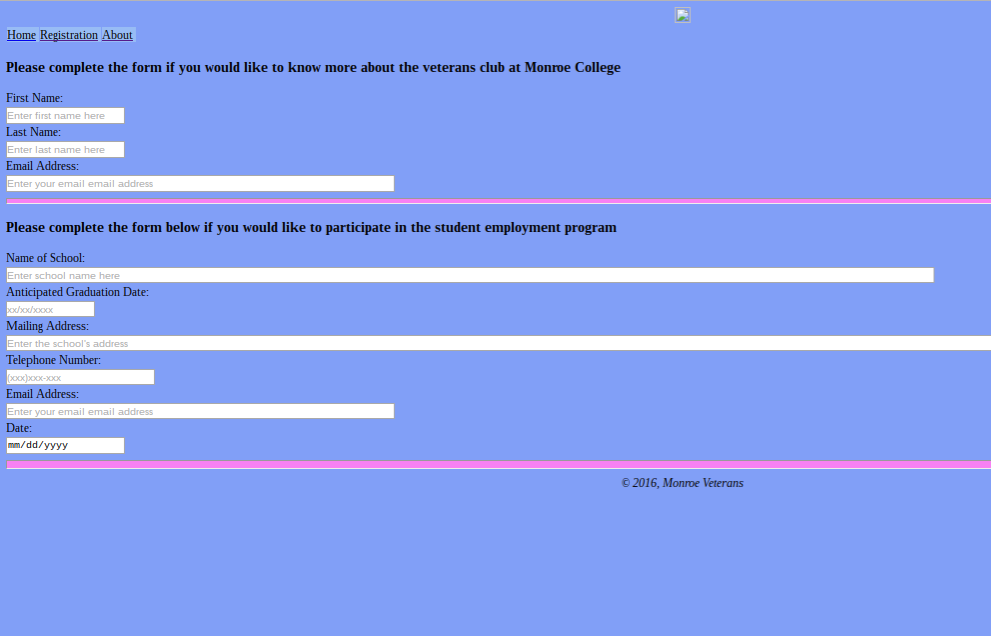 Home Registration About
Please complete the form if you would like to know more about the veterans club at Monroe College
First Name:
Enter first name here
Last Name:
Enter last name here
Email Address:
Enter your email email address
Please complete the form below if you would like to participate in the student employment program
Name of School:
Enter school name here
Anticipated Graduation Date:
xx/xx/xxxx
Mailing Address:
Enter the school's address
Telephone Number:
(xxx)xxx-xxx
Email Address:
Enter your email email address
Date:
mm/dd/yyyy
© 2016, Monroe Veterans